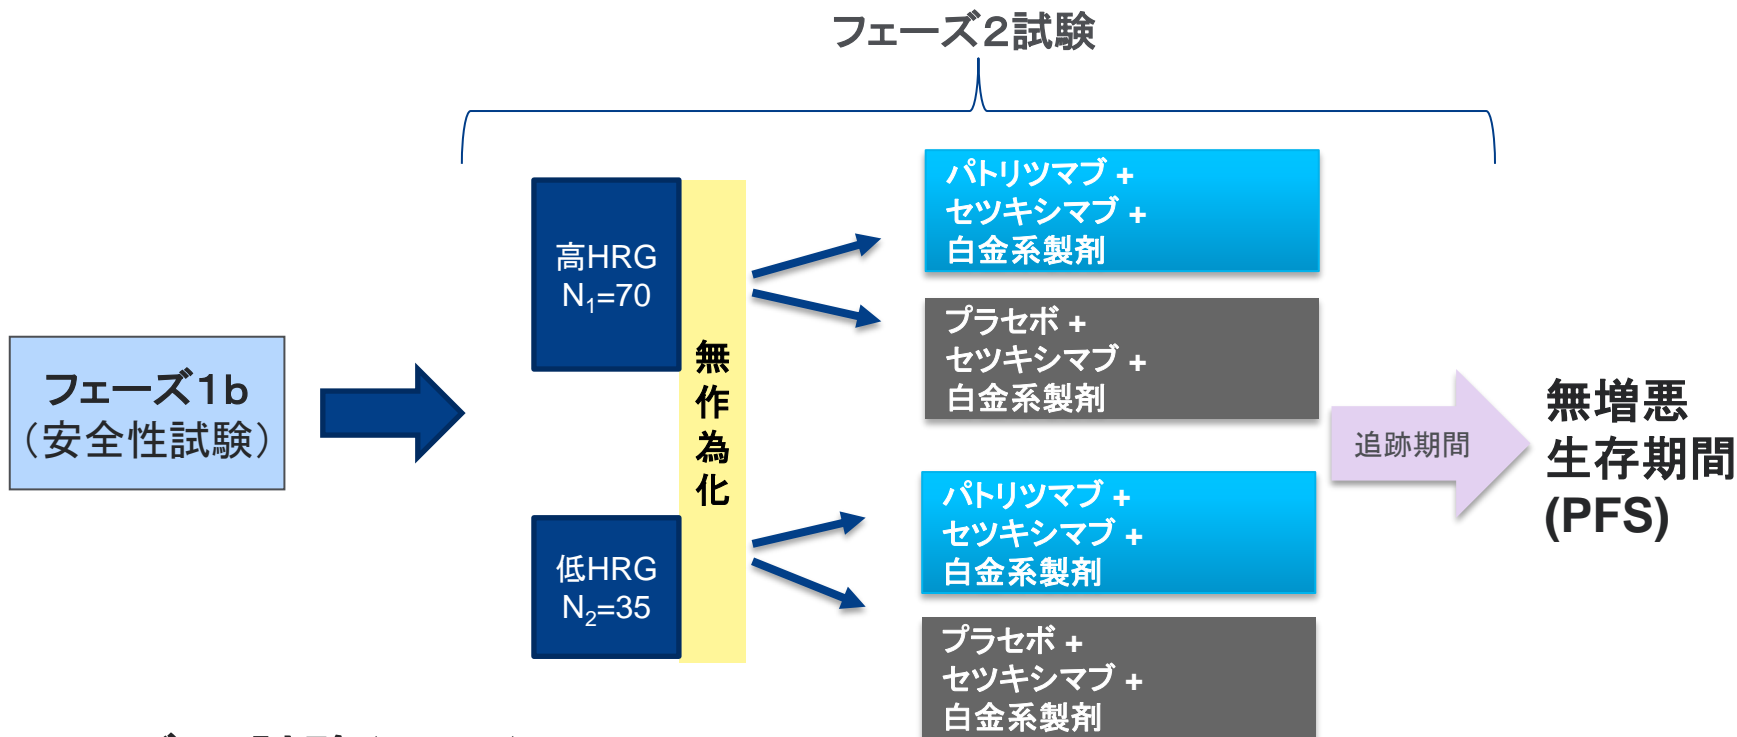 フェーズ2試験
フェーズ1b
（安全性試験）
高HRG
N1=70
低HRG
N2=35
無
作
為
化
パトリツマブ +
セツキシマブ +
白金系製剤
プラセボ +
セツキシマブ +
白金系製剤
パトリツマブ +
セツキシマブ +
白金系製剤
プラセボ +
セツキシマブ +
白金系製剤
追跡期間
無増悪
生存期間
(PFS)